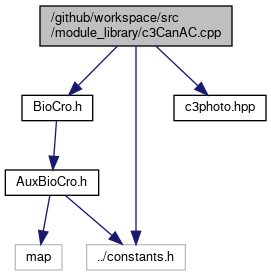 /github/workspace/src
/module_library/c3CanAC.cpp
BioCro.h
c3photo.hpp
AuxBioCro.h
map
../constants.h